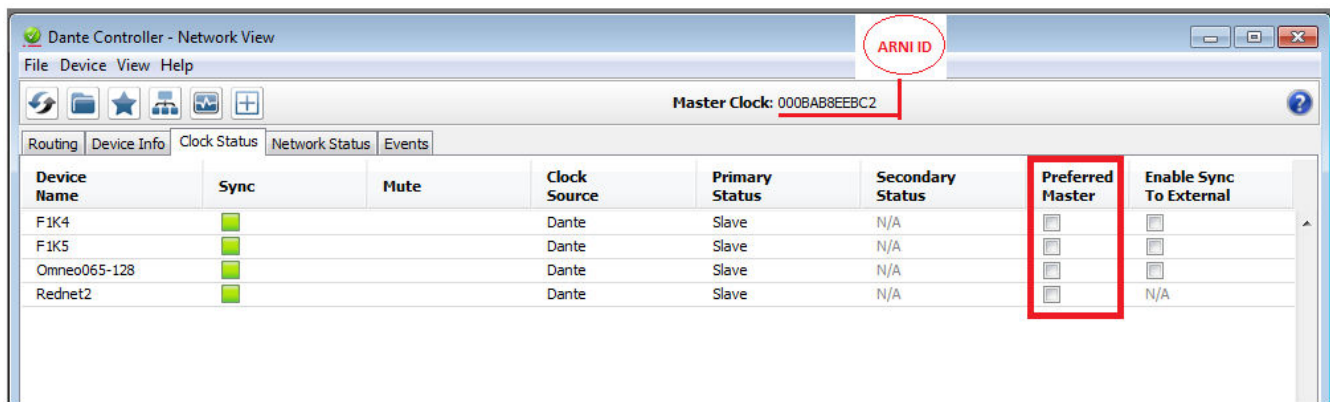 Dante Controller - Network View
ARNI ID
File Device View Help
Master Clock: 000BAB8EEBC2
Routing Device Info Clock Status Network Status Events
Device Name Sync Mute Clock Source Primary Status Secondary Status Preferred Master Enable Sync To External
F1K4 Dante Slave N/A
F1K5 Dante Slave N/A
Omneo065-128 Dante Slave N/A
Rednet2 Dante Slave N/A N/A